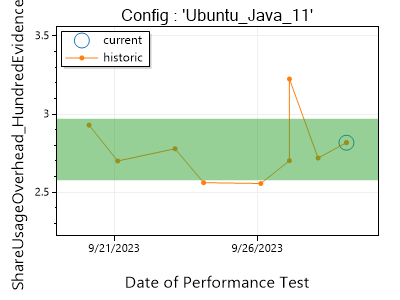 Config : 'Ubuntu_Java_11'
current
historic
3.5
3
2.5
ShareUsageOverhead_HundredEvidence
9/21/2023
9/26/2023
Date of Performance Test